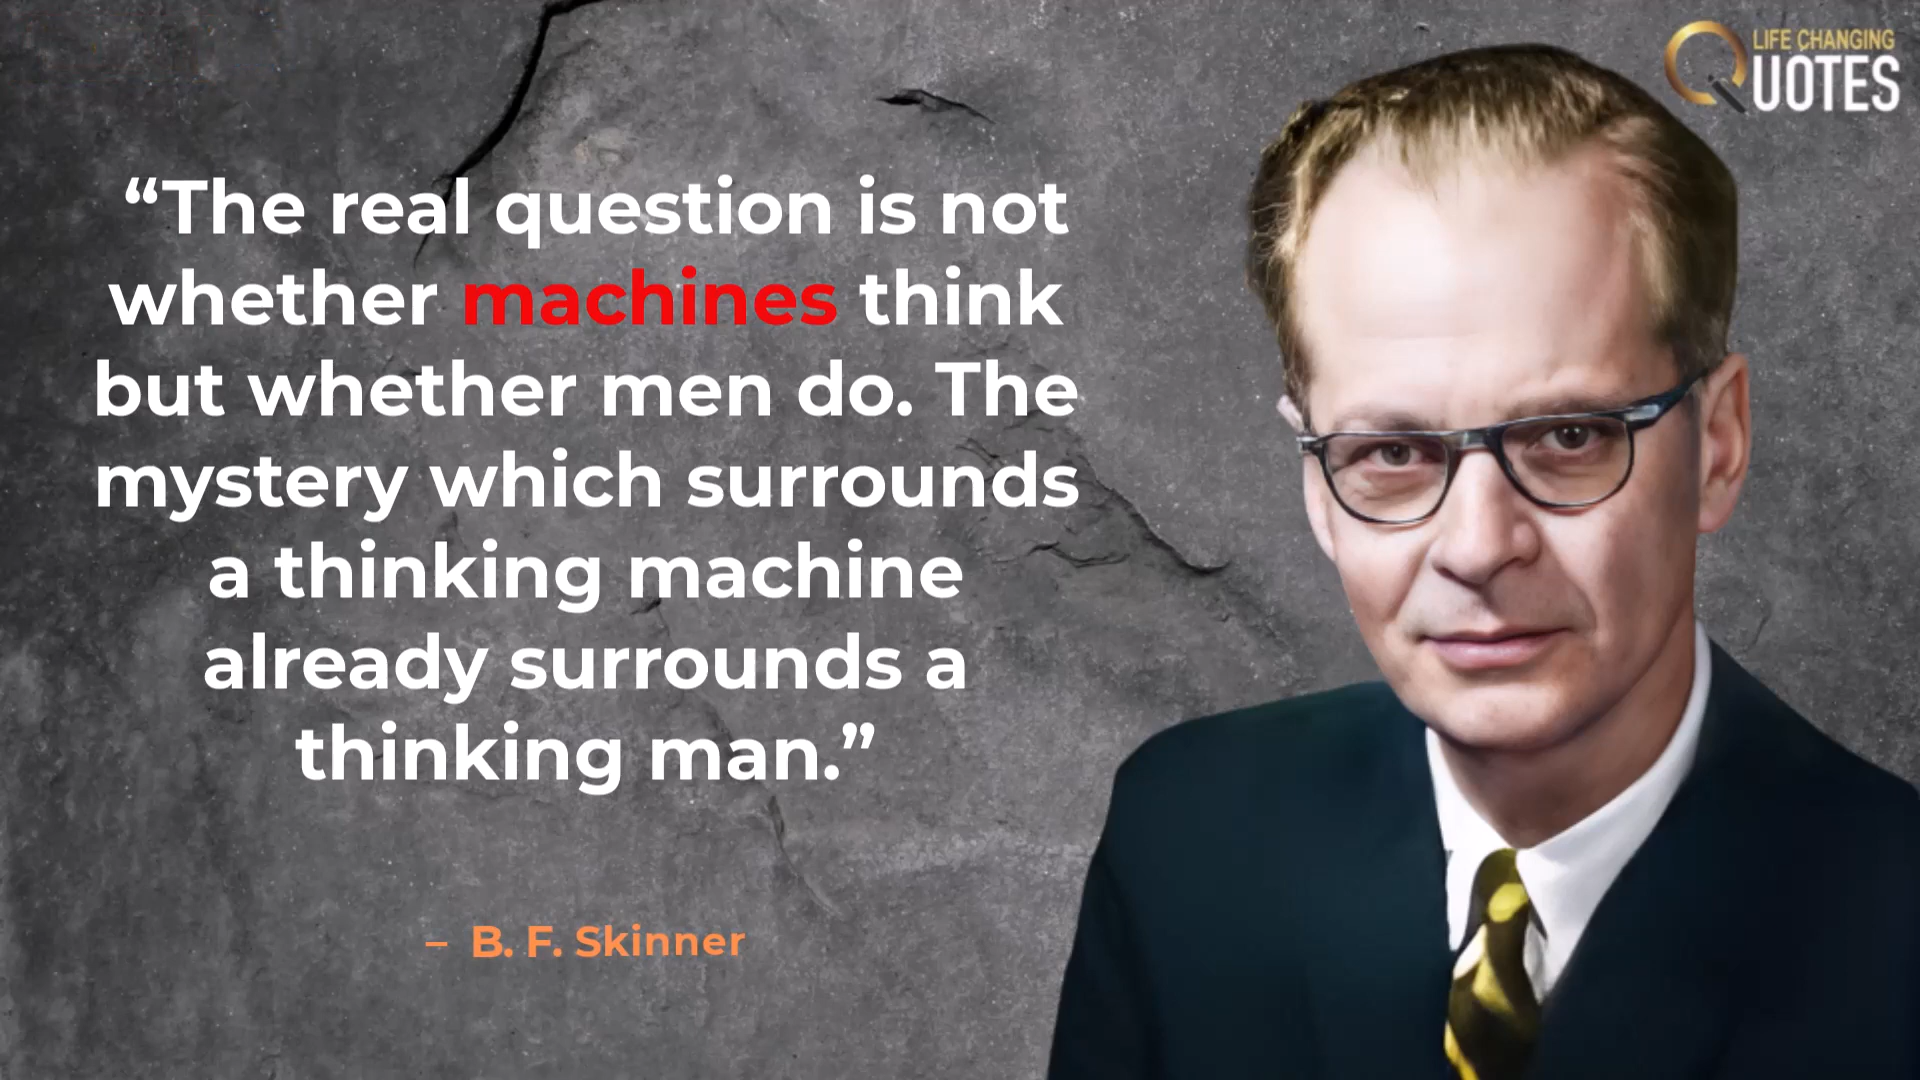 LIFE CHANGING
QUOTES
“The real question is not
whether machines think
but whether men do. The
mystery which surrounds
a thinking machine
already surrounds a
thinking man.”
– B. F. Skinner